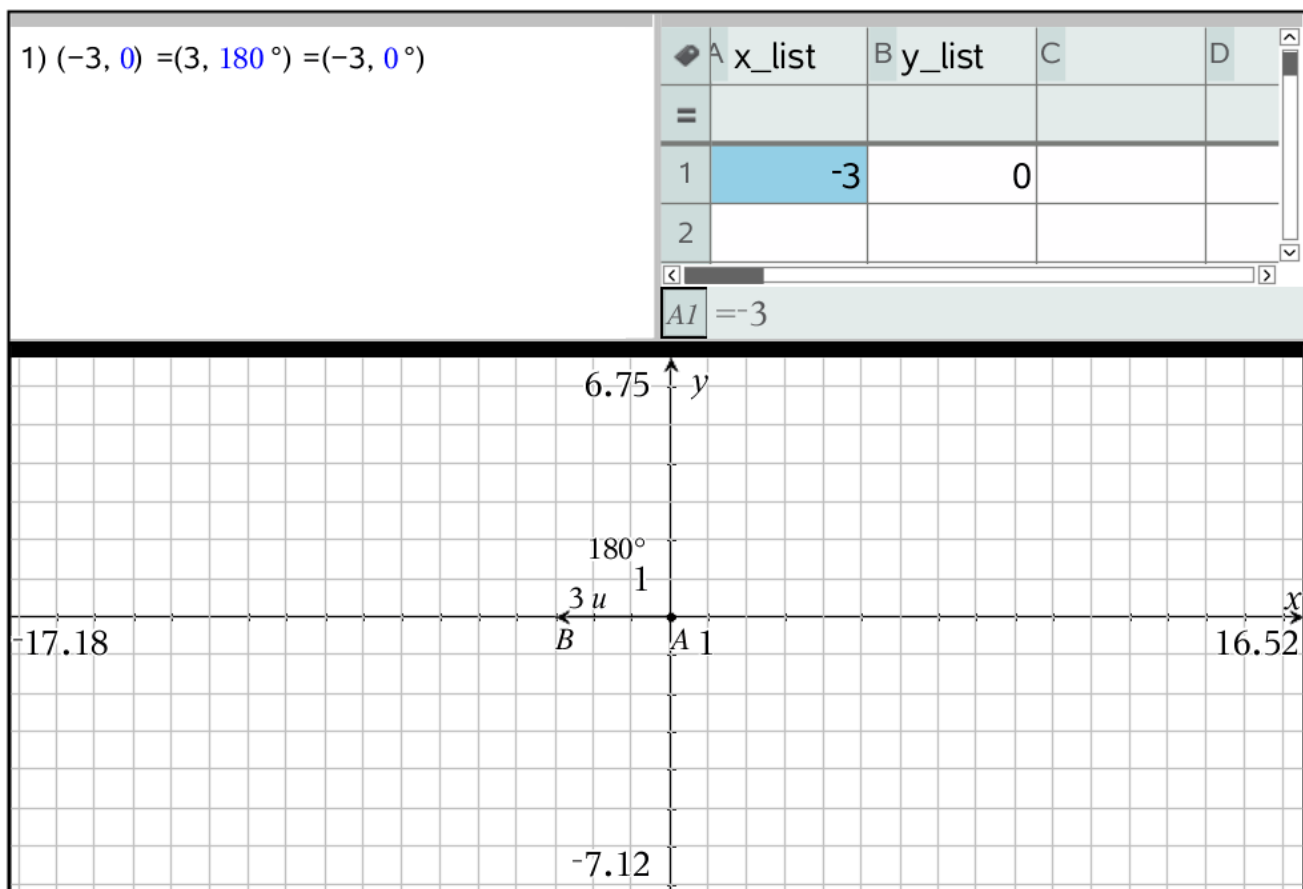 1) (−3, 0) =(3, 180°) =(−3, 0°)
A x_list B y_list C D
=
1 -3 0
2
A1 =-3
6.75 y
180°
1
3 u x
-17.18 B A 1 16.52
-7.12